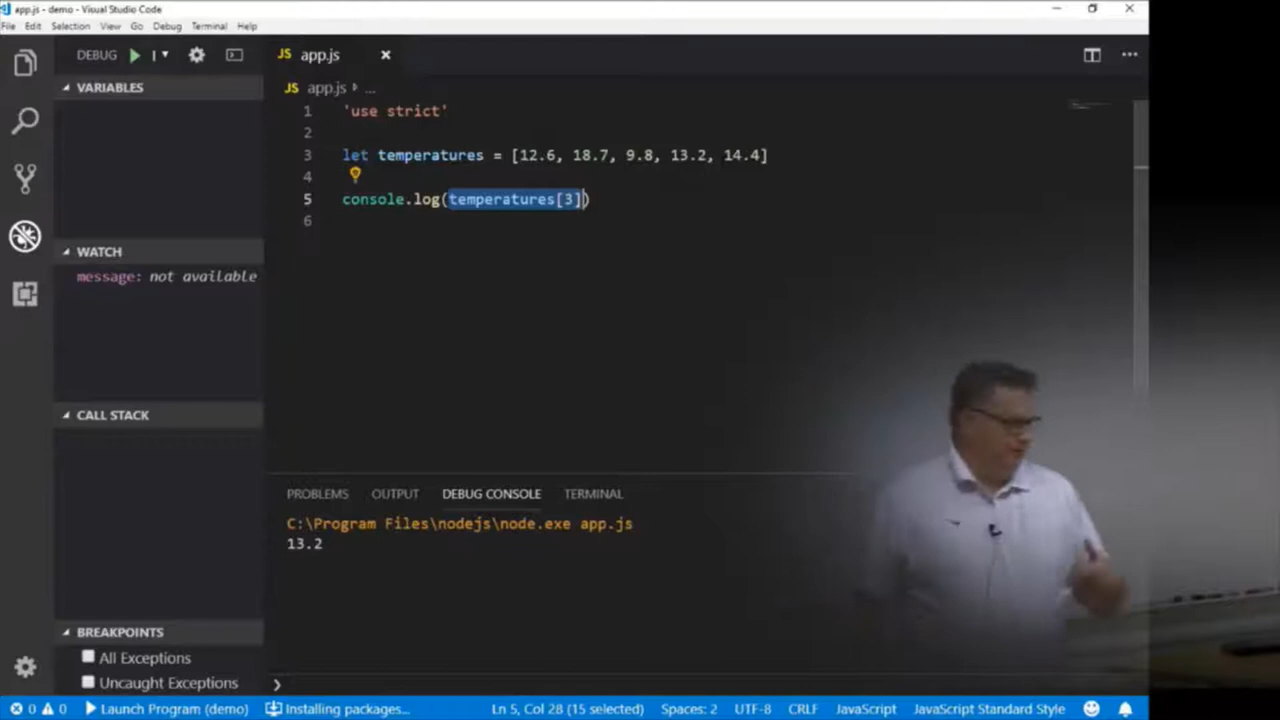 app.js - demo - Visual Studio Code
File Edit Selection View Go Debug Terminal Help
DEBUG
JS app.js
VARIABLES
JS app.js ...
1 'use strict'
2
3 let temperatures = [12.6, 18.7, 9.8, 13.2, 14.4]
4
5 console.log(temperatures[3])
6
WATCH
message: not available
CALL STACK
PROBLEMS OUTPUT DEBUG CONSOLE TERMINAL
C:\Program Files\nodejs\node.exe app.js
13.2
BREAKPOINTS
All Exceptions
Uncaught Exceptions
0 0 Launch Program (demo) Installing packages... Ln 5, Col 28 (15 selected) Spaces: 2 UTF-8 CRLF JavaScript JavaScript Standard Style